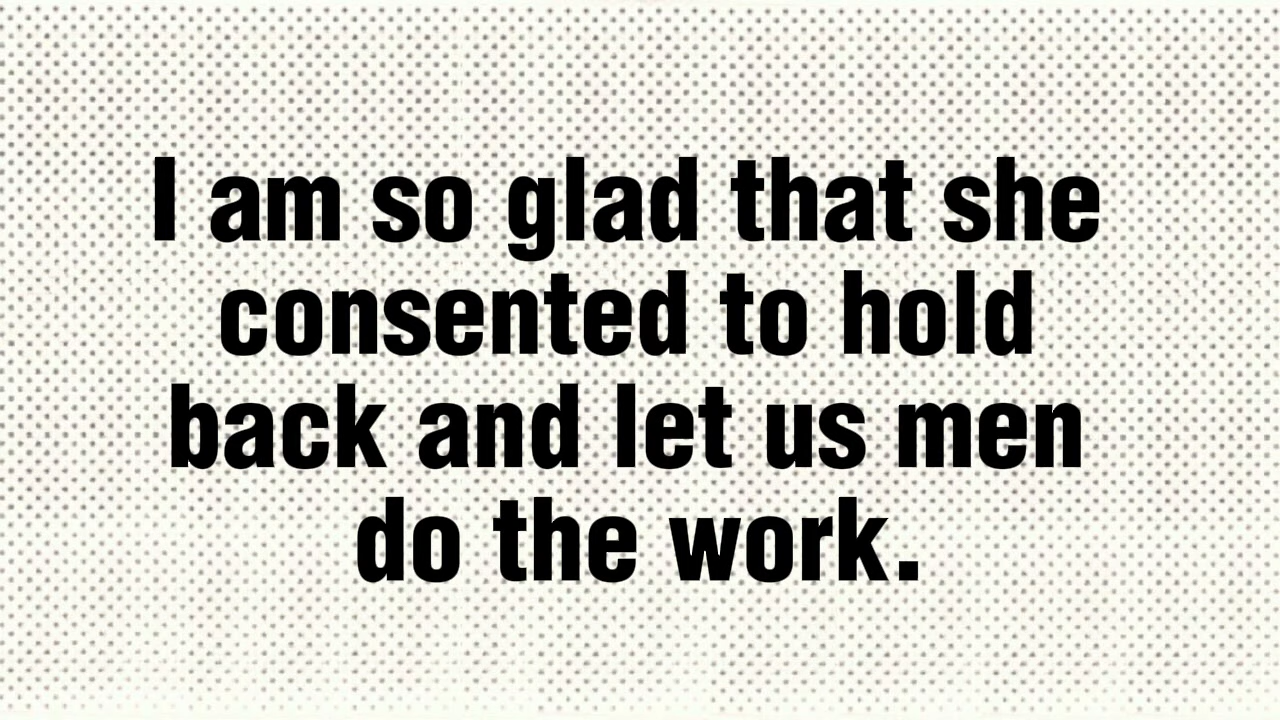 I am so glad that she
consented to hold
back and let us men
do the work.